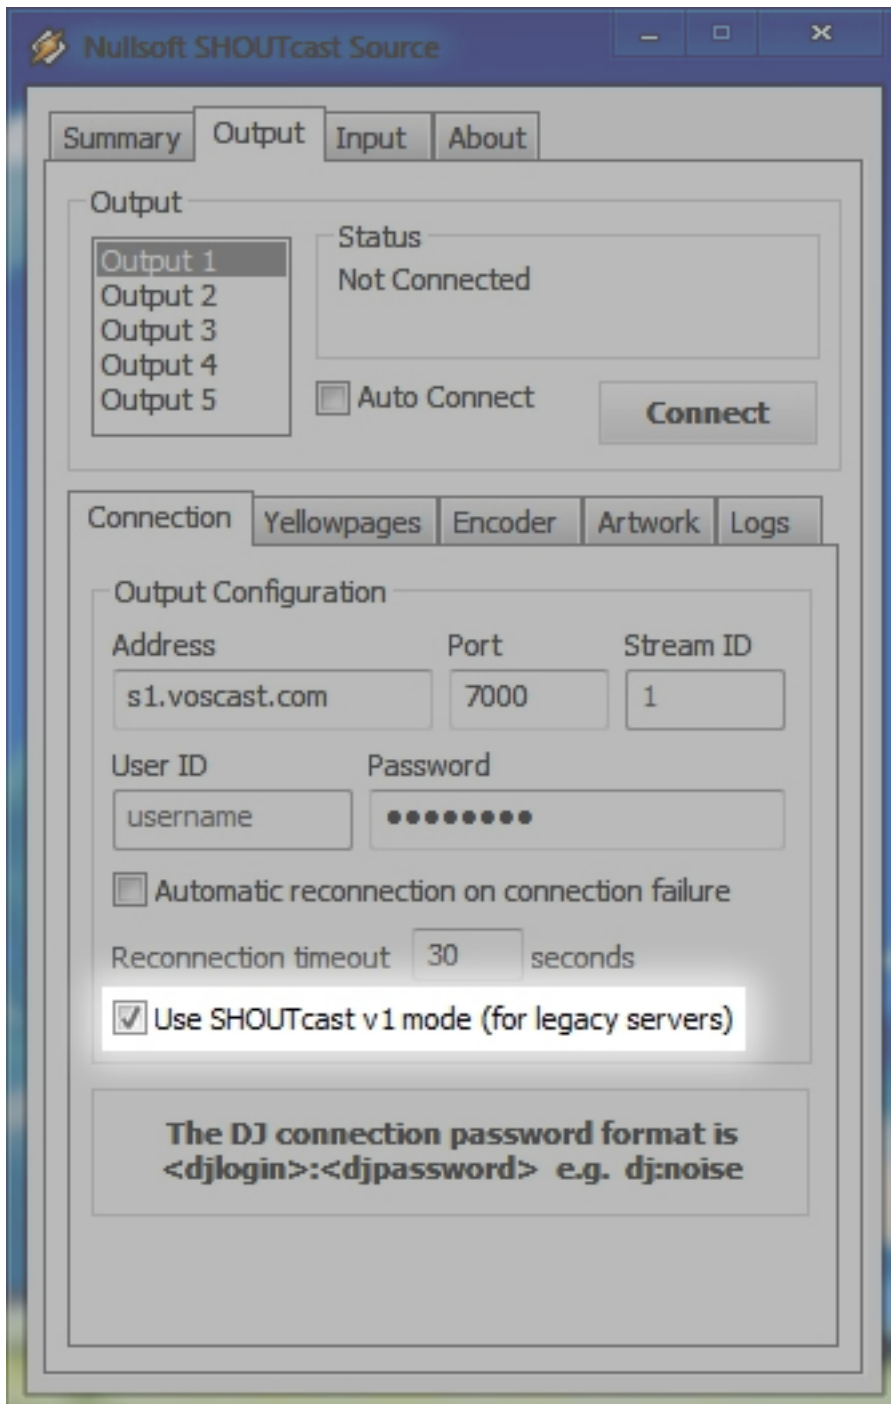 Nullsoft SHOUTcast Source
Summary Output Input About
Output
Output 1
Output 2
Output 3
Output 4
Output 5
Status
Not Connected
Auto Connect
Connect
Connection Yellowpages Encoder Artwork Logs
Output Configuration
Address Port Stream ID
s1.voscast.com 7000 1
User ID Password
username ••••••••
Automatic reconnection on connection failure
Reconnection timeout 30 seconds
Use SHOUTcast v1 mode (for legacy servers)
The DJ connection password format is
<djlogin>:<djpassword> e.g. dj:noise